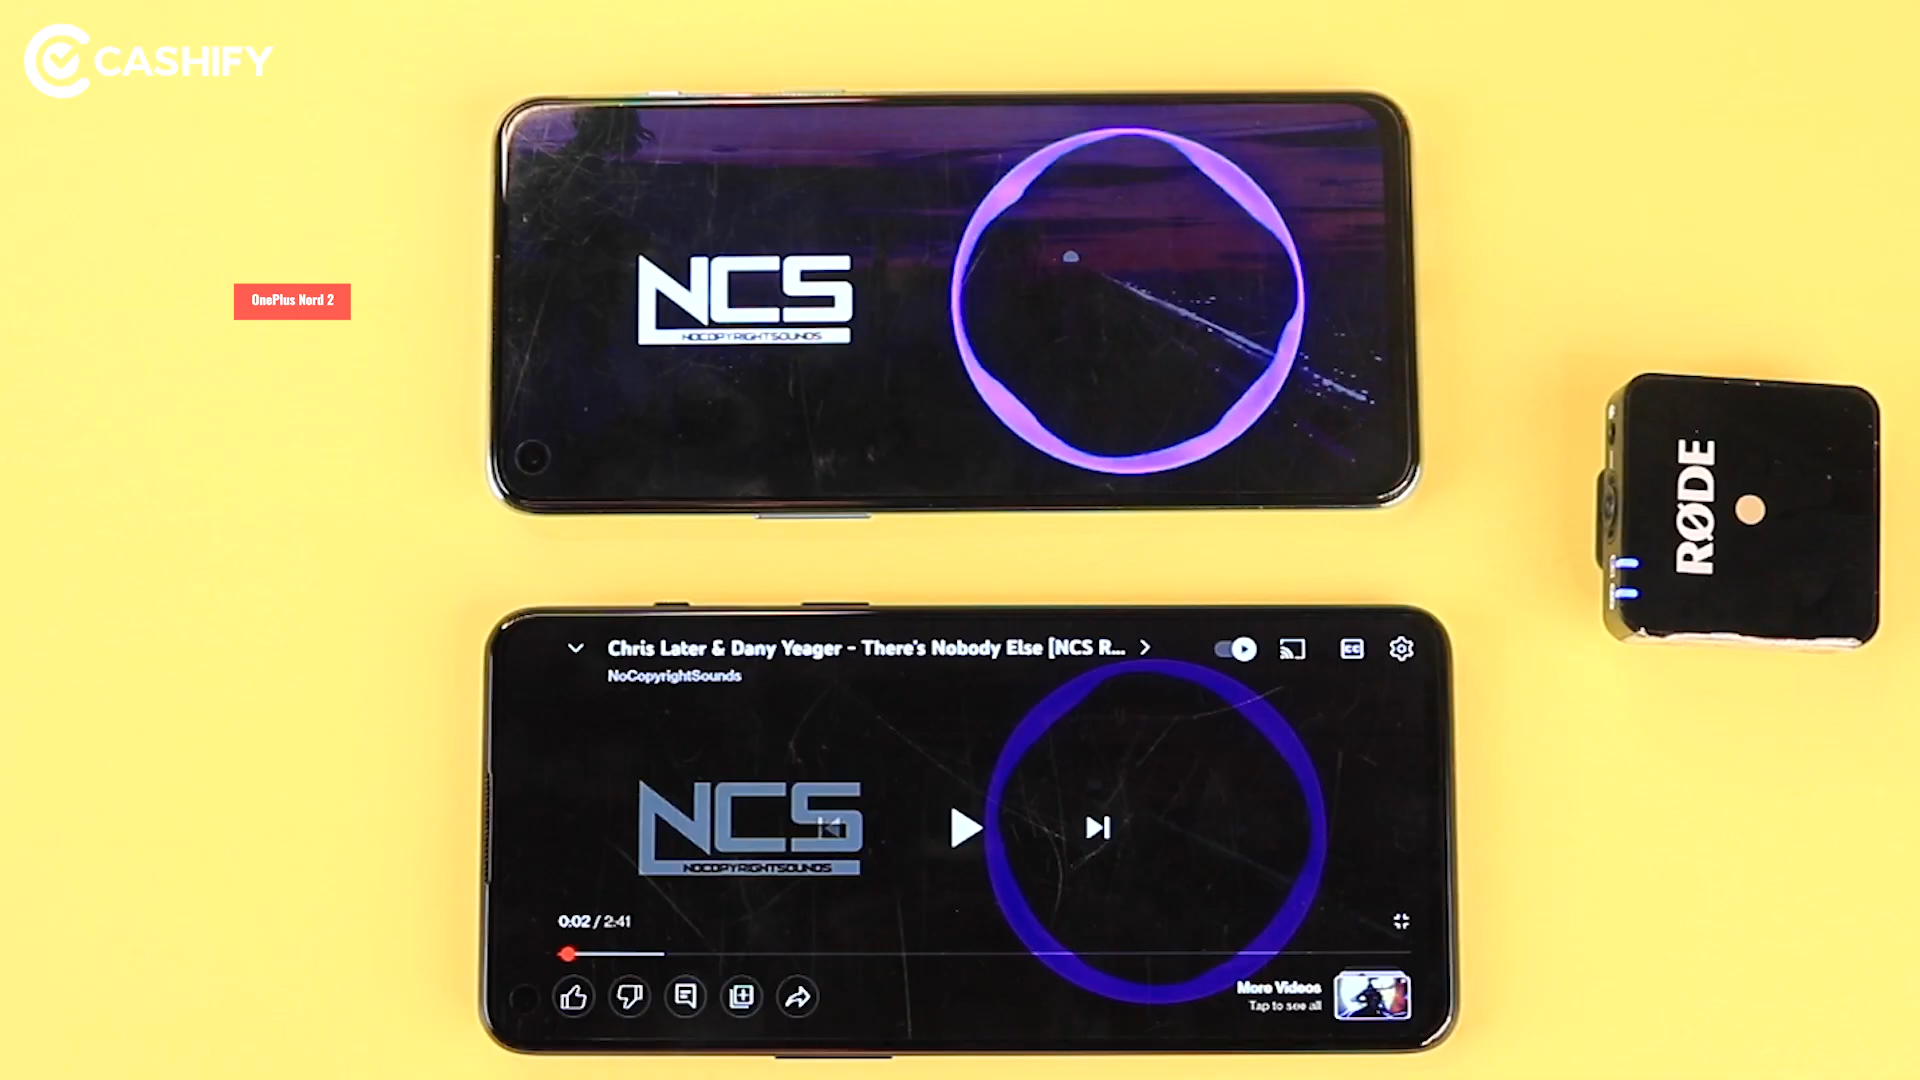 CASHIFY
OnePlus Nord 2
NCS
NOCOPYRIGHTSOUNDS
RØDE
Chris Later & Dany Yeager - There's Nobody Else [NCS R...
NoCopyrightSounds
CC
NCS
NOCOPYRIGHTSOUNDS
0:02 / 2:41
More Videos
Tap to see all